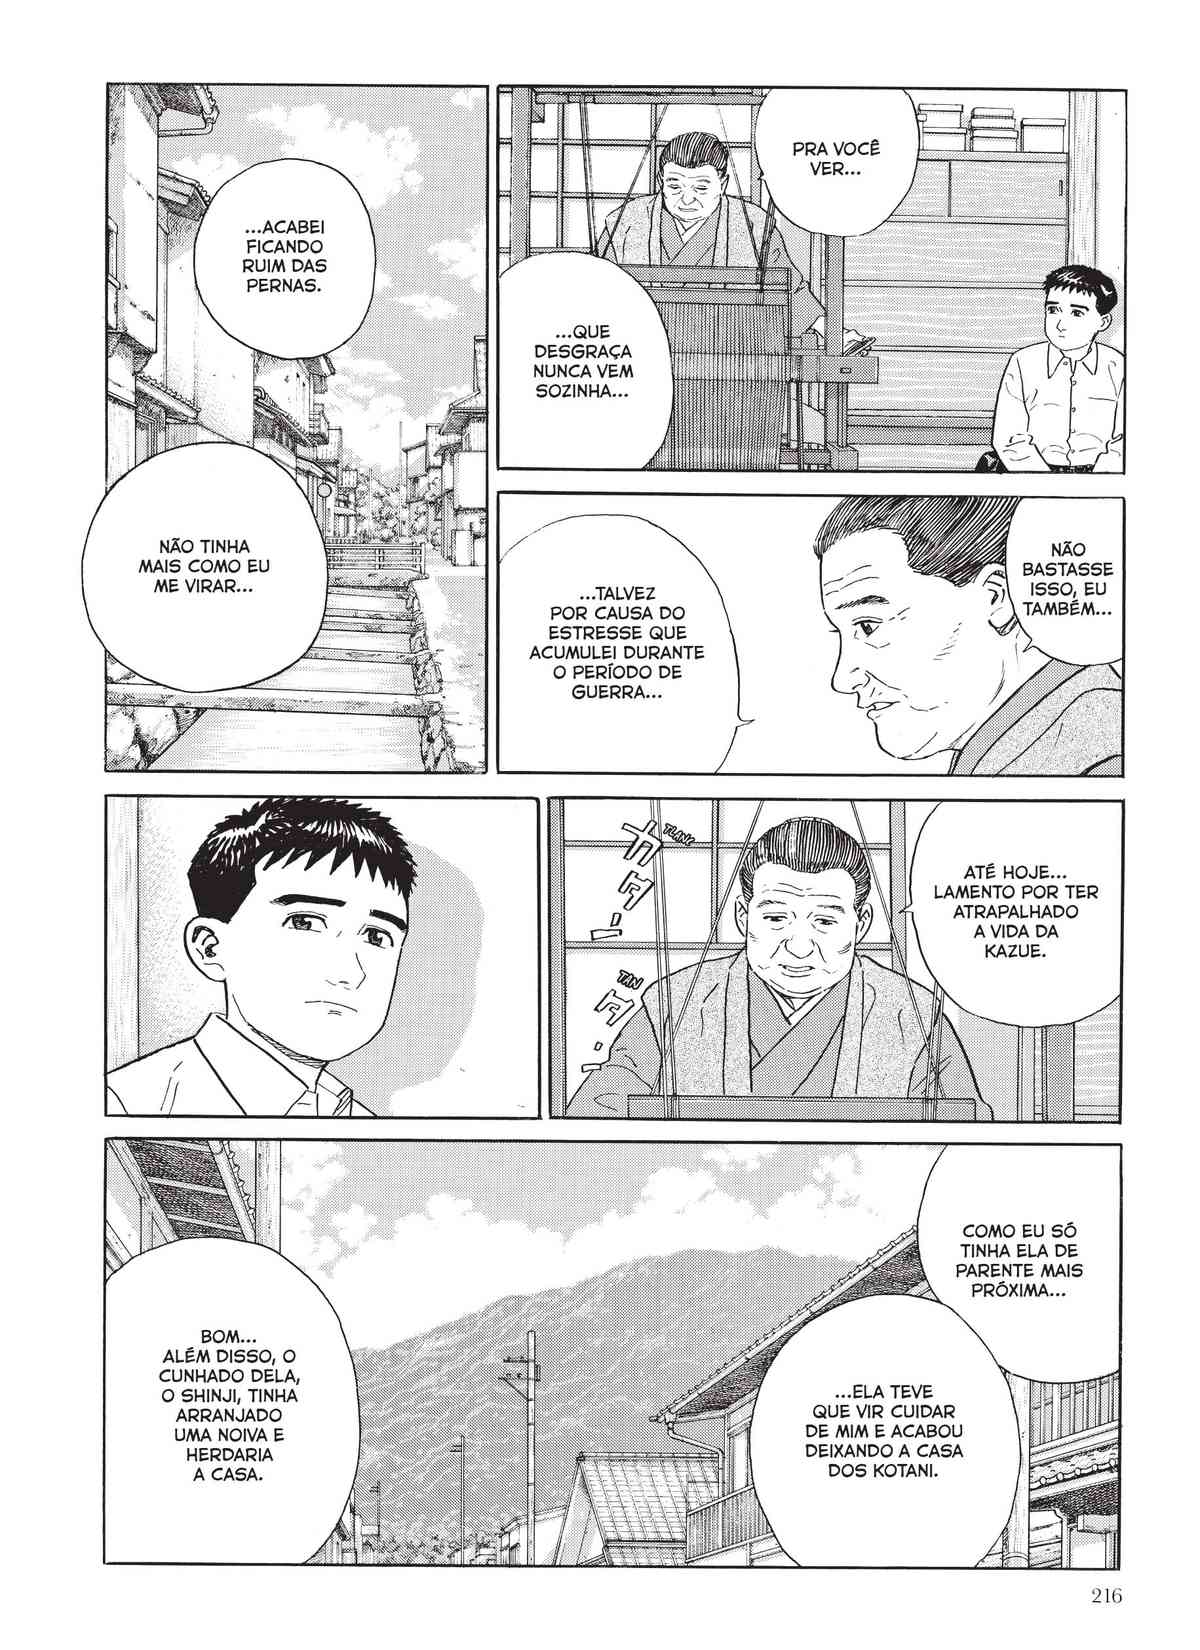 PRA VOCÊ
VER...
...QUE
DESGRAÇA
NUNCA VEM
SOZINHA...
NÃO
BASTASSE
ISSO, EU
TAMBÉM...
...TALVEZ
POR CAUSA DO
ESTRESSE QUE
ACUMULEI DURANTE
O PERÍODO DE
GUERRA...
...ACABEI
FICANDO
RUIM DAS
PERNAS.
NÃO TINHA
MAIS COMO EU
ME VIRAR...
ATÉ HOJE...
LAMENTO POR TER
ATRAPALHADO
A VIDA DA
KAZUE.
TLANC
カタ
TAN
タ
COMO EU SÓ
TINHA ELA DE
PARENTE MAIS
PRÓXIMA...
...ELA TEVE
QUE VIR CUIDAR
DE MIM E ACABOU
DEIXANDO A CASA
DOS KOTANI.
BOM...
ALÉM DISSO, O
CUNHADO DELA,
O SHINJI, TINHA
ARRANJADO
UMA NOIVA E
HERDARIA
A CASA.
216